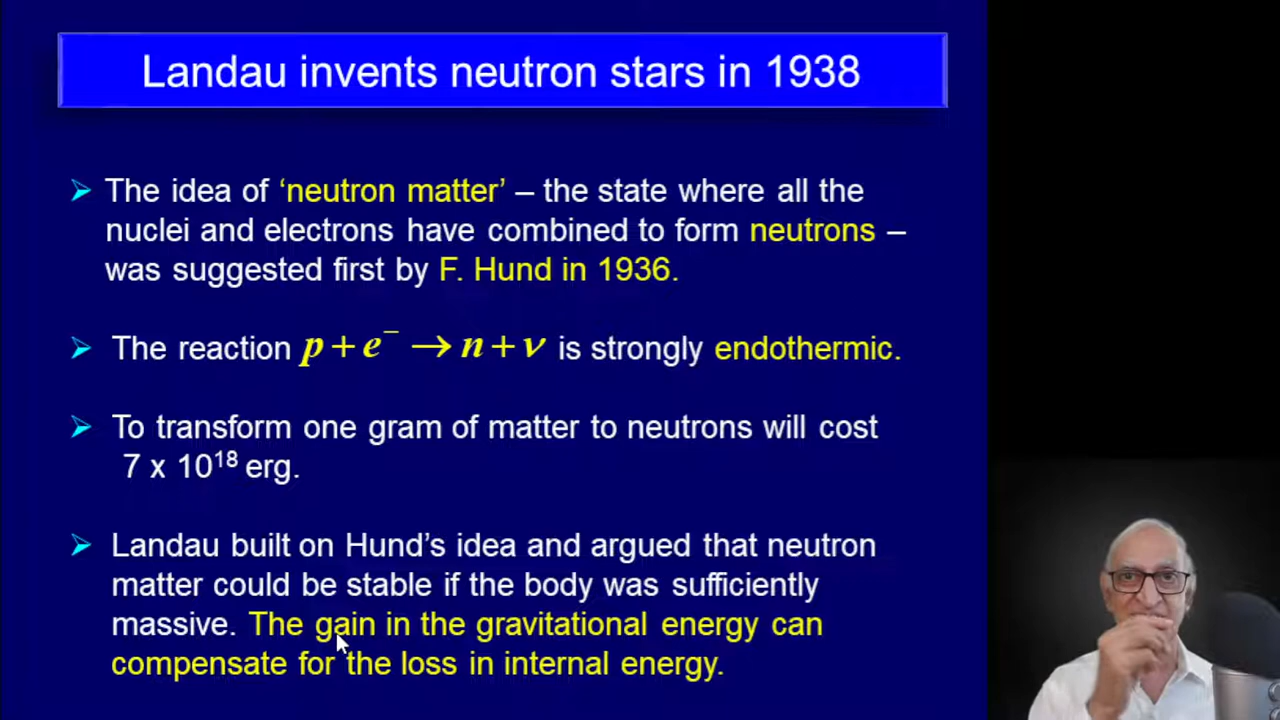 Landau invents neutron stars in 1938
➢ The idea of ‘neutron matter’ – the state where all the
nuclei and electrons have combined to form neutrons –
was suggested first by F. Hund in 1936.
➢ The reaction p + e⁻ → n + ν is strongly endothermic.
➢ To transform one gram of matter to neutrons will cost
7 x 10¹⁸ erg.
➢ Landau built on Hund’s idea and argued that neutron
matter could be stable if the body was sufficiently
massive. The gain in the gravitational energy can
compensate for the loss in internal energy.